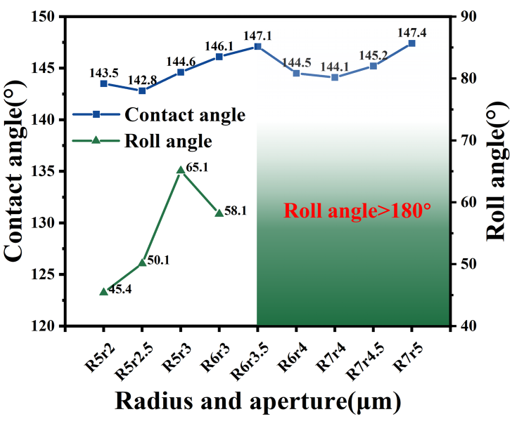 150
145
140
135
130
125
120
Contact angle(°)
90
80
70
60
50
40
Roll angle(°)
143.5
142.8
144.6
146.1
147.1
144.5
144.1
145.2
147.4
Contact angle
Roll angle
65.1
58.1
50.1
45.4
Roll angle>180°
R5r2
R5r2.5
R5r3
R6r3
R6r3.5
R6r4
R7r4
R7r4.5
R7r5
Radius and aperture(μm)